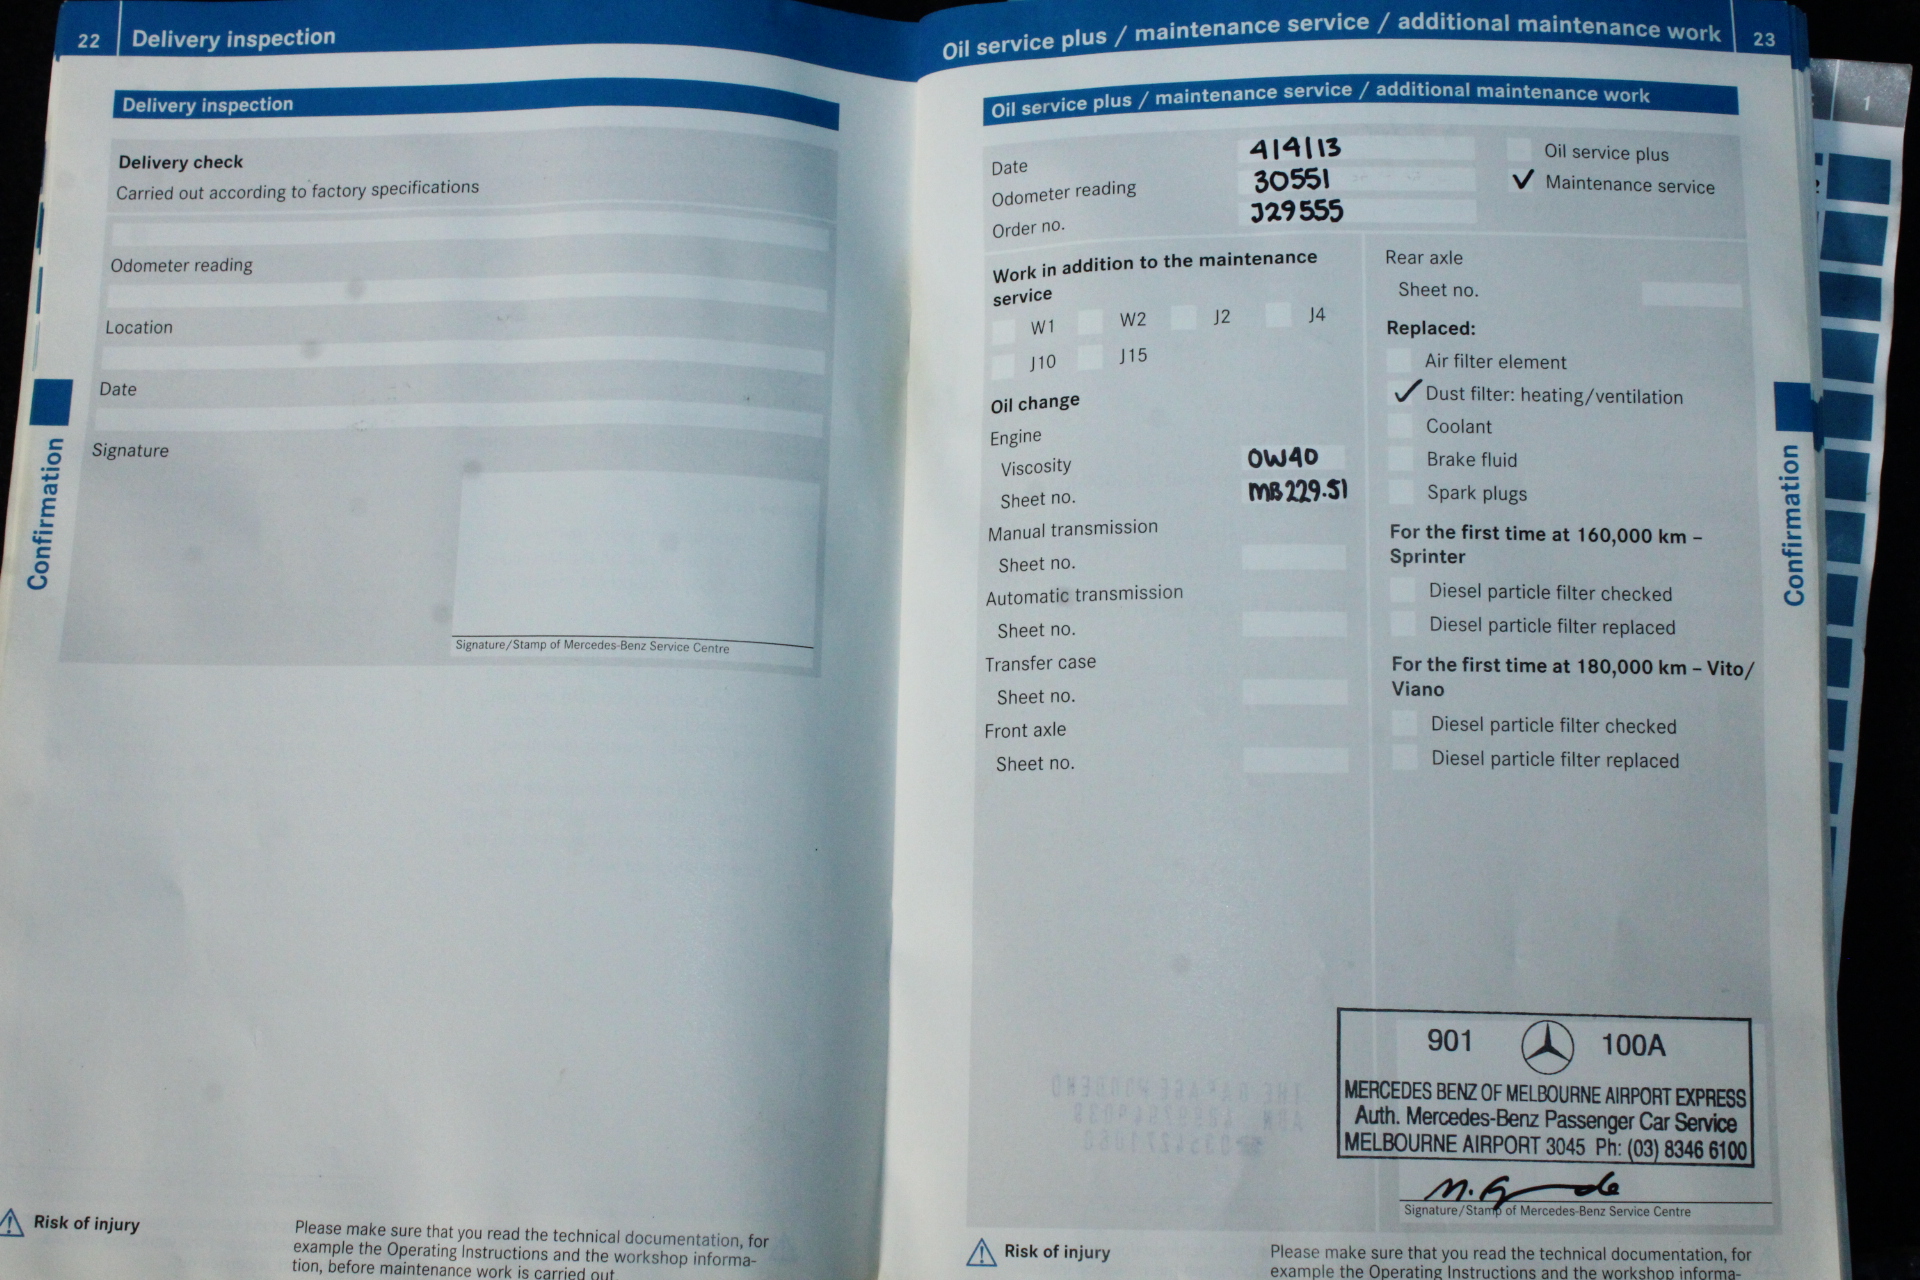 22 Delivery inspection
Delivery inspection
Delivery check
Carried out according to factory specifications
Odometer reading
Location
Date
Signature
Signature/Stamp of Mercedes-Benz Service Centre
Confirmation
Risk of injury
Please make sure that you read the technical documentation, for
example the Operating Instructions and the workshop informa-
tion, before maintenance work is carried out.
Oil service plus / maintenance service / additional maintenance work 23
Oil service plus / maintenance service / additional maintenance work
Date 4/4/13
Odometer reading 30551
Order no. J29555
Oil service plus
✓ Maintenance service
Work in addition to the maintenance
service
W1 W2 J2 J4
J10 J15
Oil change
Engine
Viscosity 0W40
Sheet no. MB229.51
Manual transmission
Sheet no.
Automatic transmission
Sheet no.
Transfer case
Sheet no.
Front axle
Sheet no.
Rear axle
Sheet no.
Replaced:
Air filter element
✓ Dust filter: heating/ventilation
Coolant
Brake fluid
Spark plugs
For the first time at 160,000 km –
Sprinter
Diesel particle filter checked
Diesel particle filter replaced
For the first time at 180,000 km – Vito/
Viano
Diesel particle filter checked
Diesel particle filter replaced
901 100A
MERCEDES BENZ OF MELBOURNE AIRPORT EXPRESS
Auth. Mercedes-Benz Passenger Car Service
MELBOURNE AIRPORT 3045 Ph: (03) 8346 6100
Signature/Stamp of Mercedes-Benz Service Centre
Confirmation
Risk of injury
Please make sure that you read the technical documentation, for
example the Operating Instructions and the workshop informa-
1